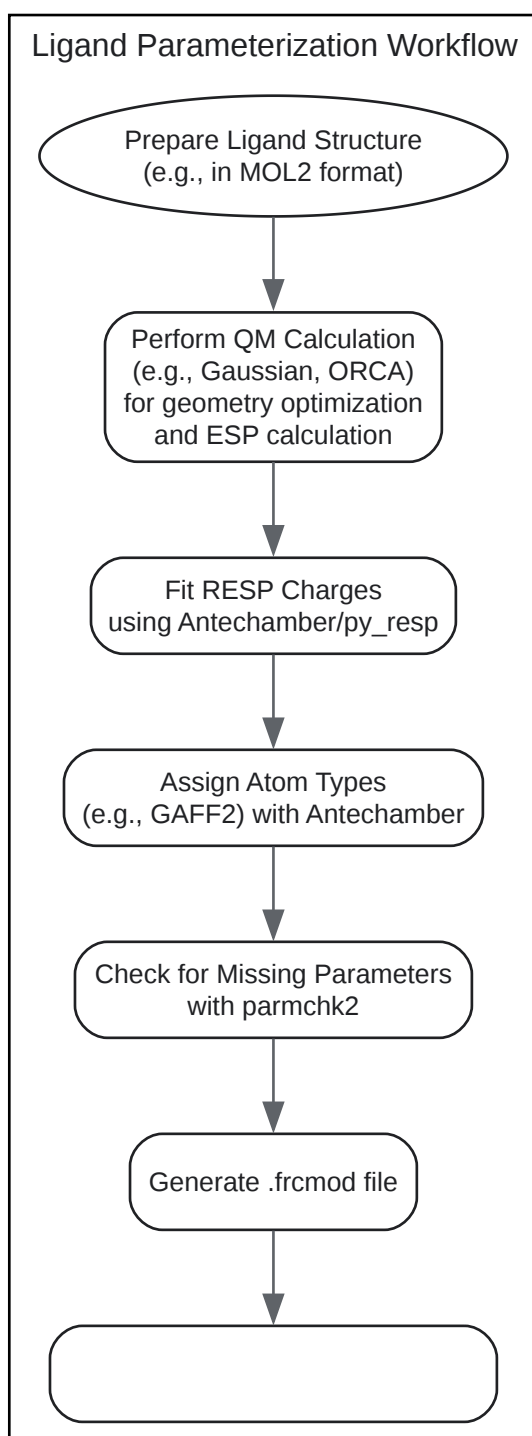 Ligand Parameterization Workflow
Prepare Ligand Structure
(e.g., in MOL2 format)
Perform QM Calculation
(e.g., Gaussian, ORCA)
for geometry optimization
and ESP calculation
Fit RESP Charges
using Antechamber/py_resp
Assign Atom Types
(e.g., GAFF2) with Antechamber
Check for Missing Parameters
with parmchk2
Generate .frcmod file